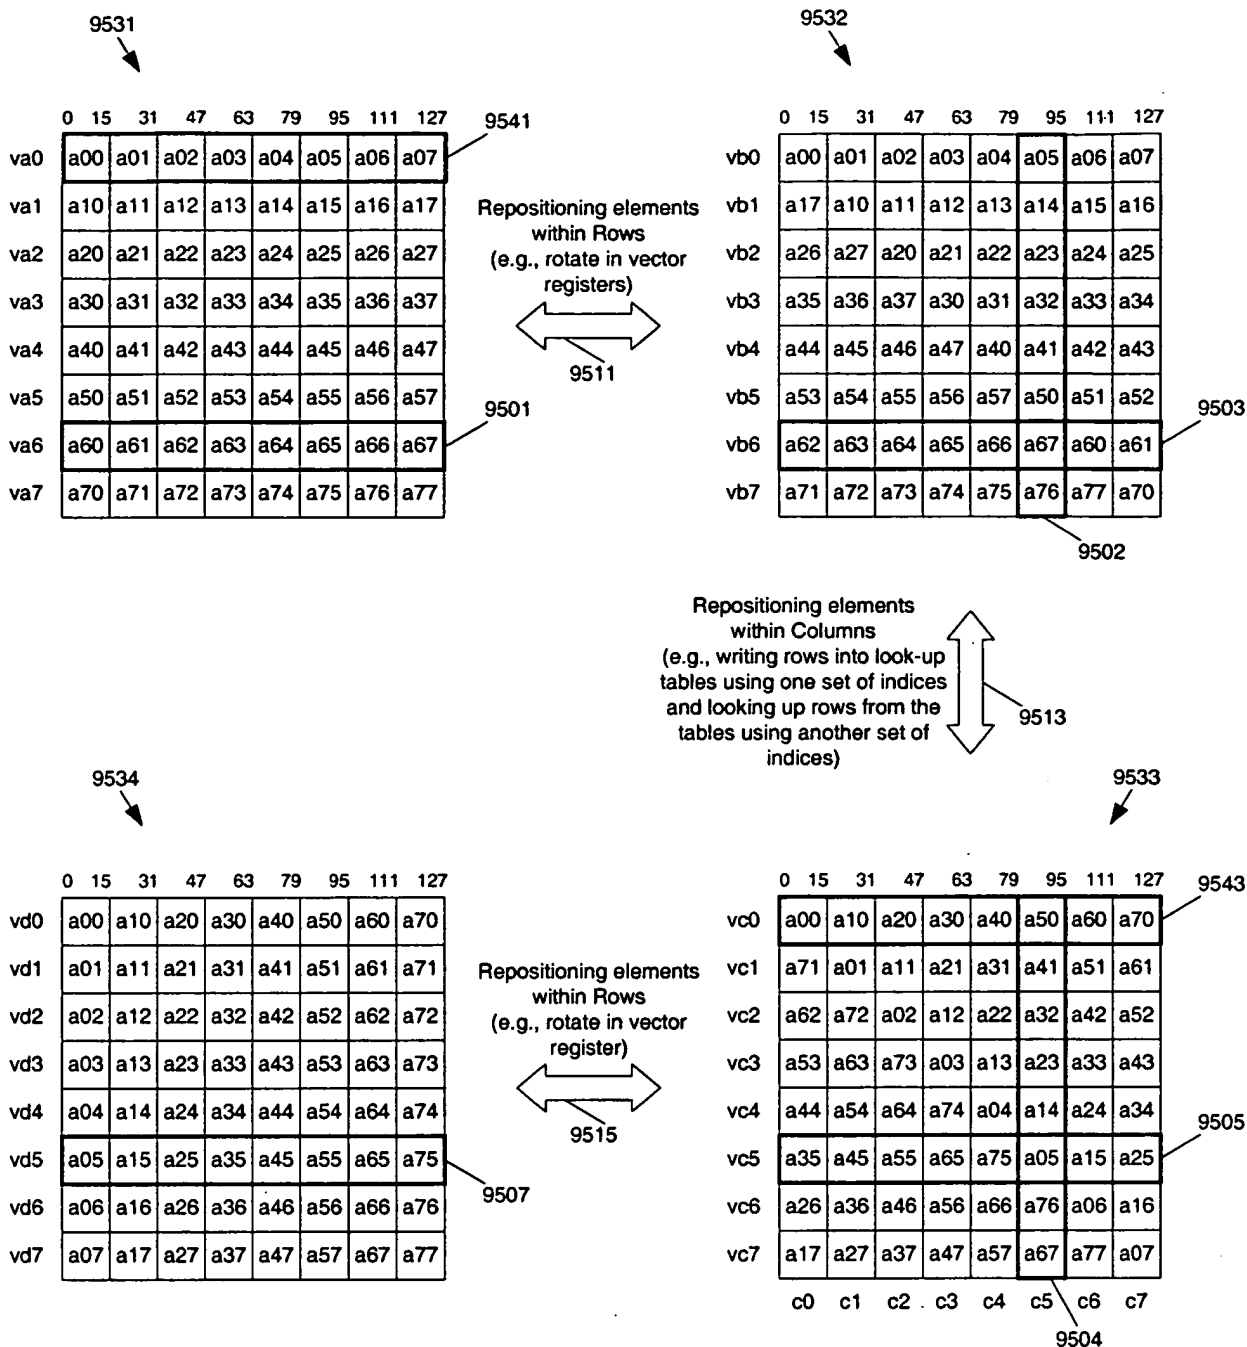 9531
9532
0 15 31 47 63 79 95 111 127
9541
va0 a00 a01 a02 a03 a04 a05 a06 a07
va1 a10 a11 a12 a13 a14 a15 a16 a17
va2 a20 a21 a22 a23 a24 a25 a26 a27
va3 a30 a31 a32 a33 a34 a35 a36 a37
va4 a40 a41 a42 a43 a44 a45 a46 a47
va5 a50 a51 a52 a53 a54 a55 a56 a57
9501
va6 a60 a61 a62 a63 a64 a65 a66 a67
va7 a70 a71 a72 a73 a74 a75 a76 a77
Repositioning elements
within Rows
(e.g., rotate in vector
registers)
9511
0 15 31 47 63 79 95 111 127
vb0 a00 a01 a02 a03 a04 a05 a06 a07
vb1 a17 a10 a11 a12 a13 a14 a15 a16
vb2 a26 a27 a20 a21 a22 a23 a24 a25
vb3 a35 a36 a37 a30 a31 a32 a33 a34
vb4 a44 a45 a46 a47 a40 a41 a42 a43
vb5 a53 a54 a55 a56 a57 a50 a51 a52
9503
vb6 a62 a63 a64 a65 a66 a67 a60 a61
vb7 a71 a72 a73 a74 a75 a76 a77 a70
9502
Repositioning elements
within Columns
(e.g., writing rows into look-up
tables using one set of indices
and looking up rows from the
tables using another set of
indices)
9513
9534
9533
0 15 31 47 63 79 95 111 127
vd0 a00 a10 a20 a30 a40 a50 a60 a70
vd1 a01 a11 a21 a31 a41 a51 a61 a71
vd2 a02 a12 a22 a32 a42 a52 a62 a72
vd3 a03 a13 a23 a33 a43 a53 a63 a73
vd4 a04 a14 a24 a34 a44 a54 a64 a74
vd5 a05 a15 a25 a35 a45 a55 a65 a75
9507
vd6 a06 a16 a26 a36 a46 a56 a66 a76
vd7 a07 a17 a27 a37 a47 a57 a67 a77
Repositioning elements
within Rows
(e.g., rotate in vector
register)
9515
0 15 31 47 63 79 95 111 127
9543
vc0 a00 a10 a20 a30 a40 a50 a60 a70
vc1 a71 a01 a11 a21 a31 a41 a51 a61
vc2 a62 a72 a02 a12 a22 a32 a42 a52
vc3 a53 a63 a73 a03 a13 a23 a33 a43
vc4 a44 a54 a64 a74 a04 a14 a24 a34
9505
vc5 a35 a45 a55 a65 a75 a05 a15 a25
vc6 a26 a36 a46 a56 a66 a76 a06 a16
vc7 a17 a27 a37 a47 a57 a67 a77 a07
c0 c1 c2 c3 c4 c5 c6 c7
9504